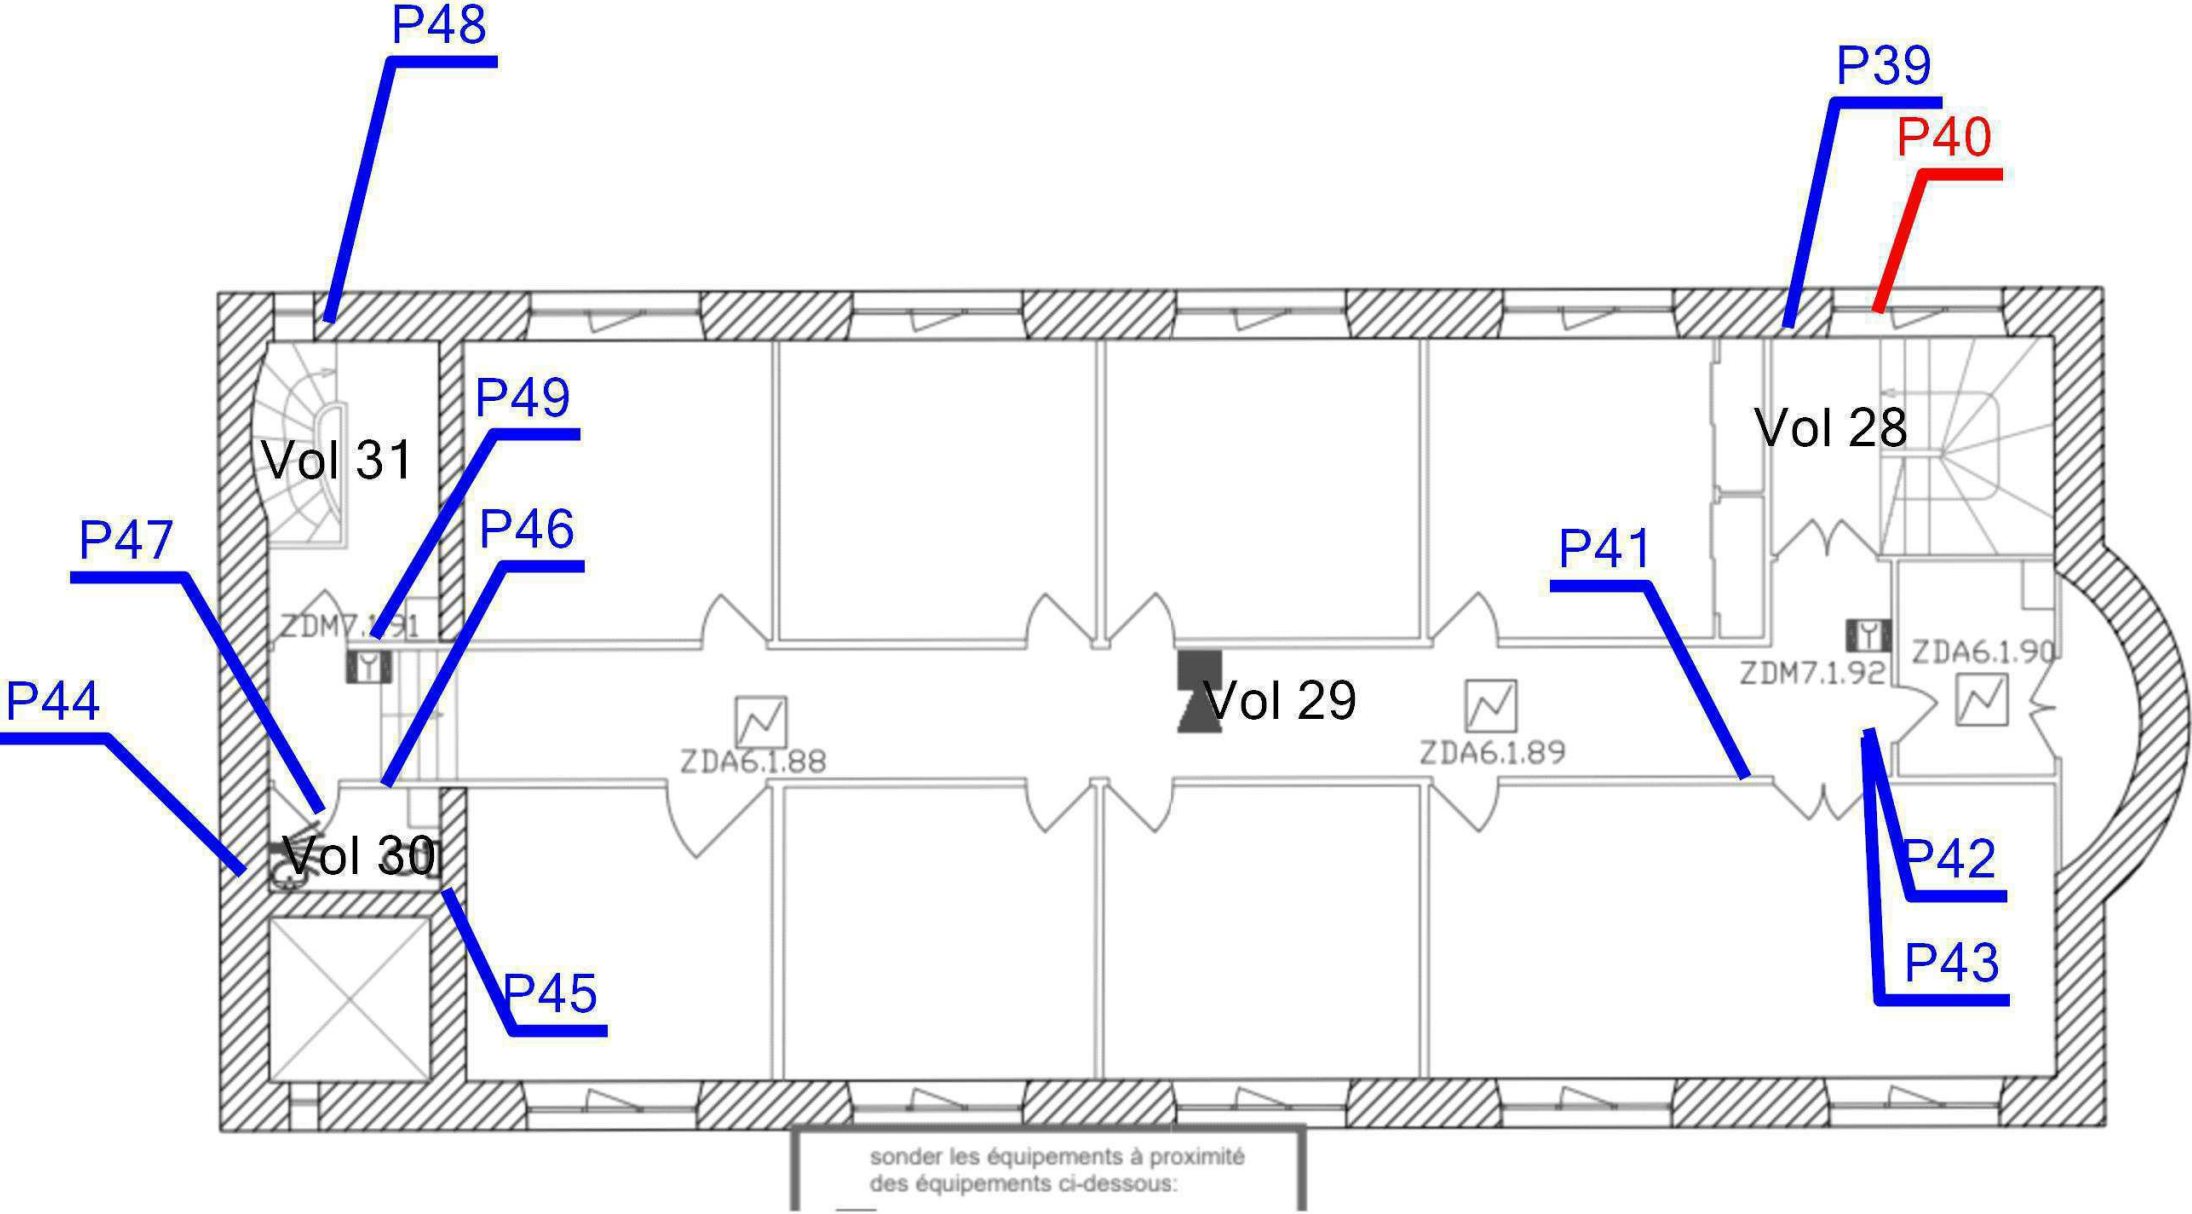 P48
P39
P40
P49
Vol 31
Vol 28
P47
P46
P41
ZDM7.1.91
ZDA6.1.90
ZDM7.1.92
P44
Vol 29
ZDA6.1.88
ZDA6.1.89
Vol 30
P42
P43
P45
sonder les équipements à proximité
des équipements ci-dessous: